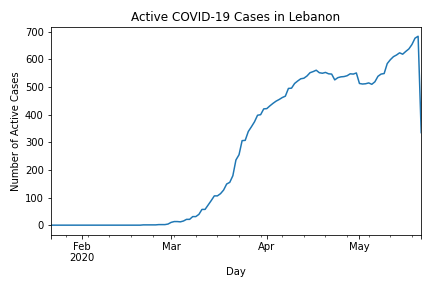 Active COVID-19 Cases in Lebanon
700
600
500
400
300
200
100
0
Number of Active Cases
Feb Mar Apr May
2020
Day